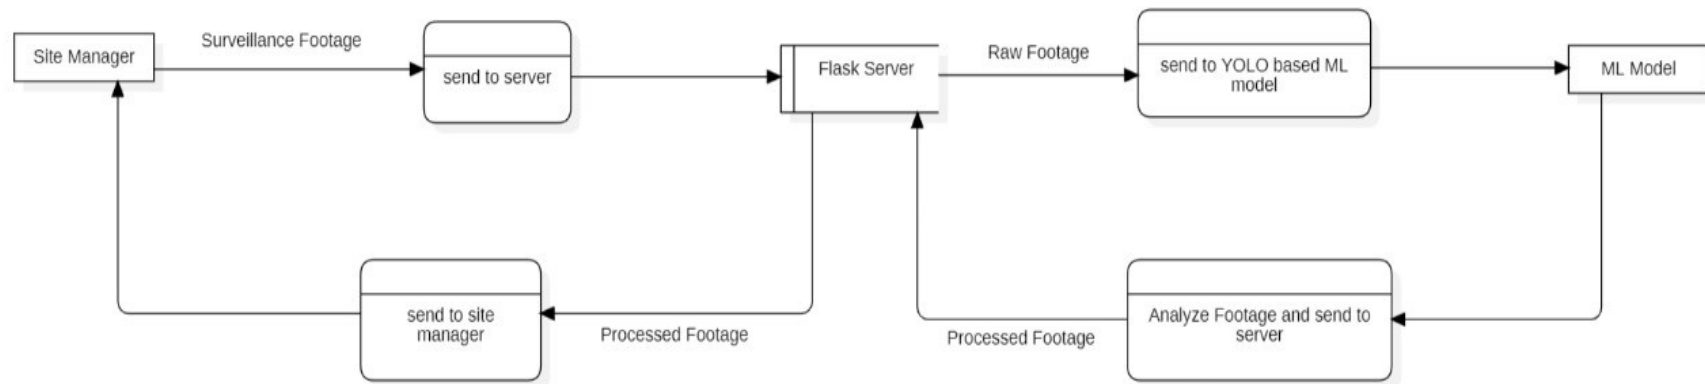 Site Manager
Surveillance Footage
send to server
Flask Server
Raw Footage
send to YOLO based ML
model
ML Model
send to site
manager
Processed Footage
Processed Footage
Analyze Footage and send to
server